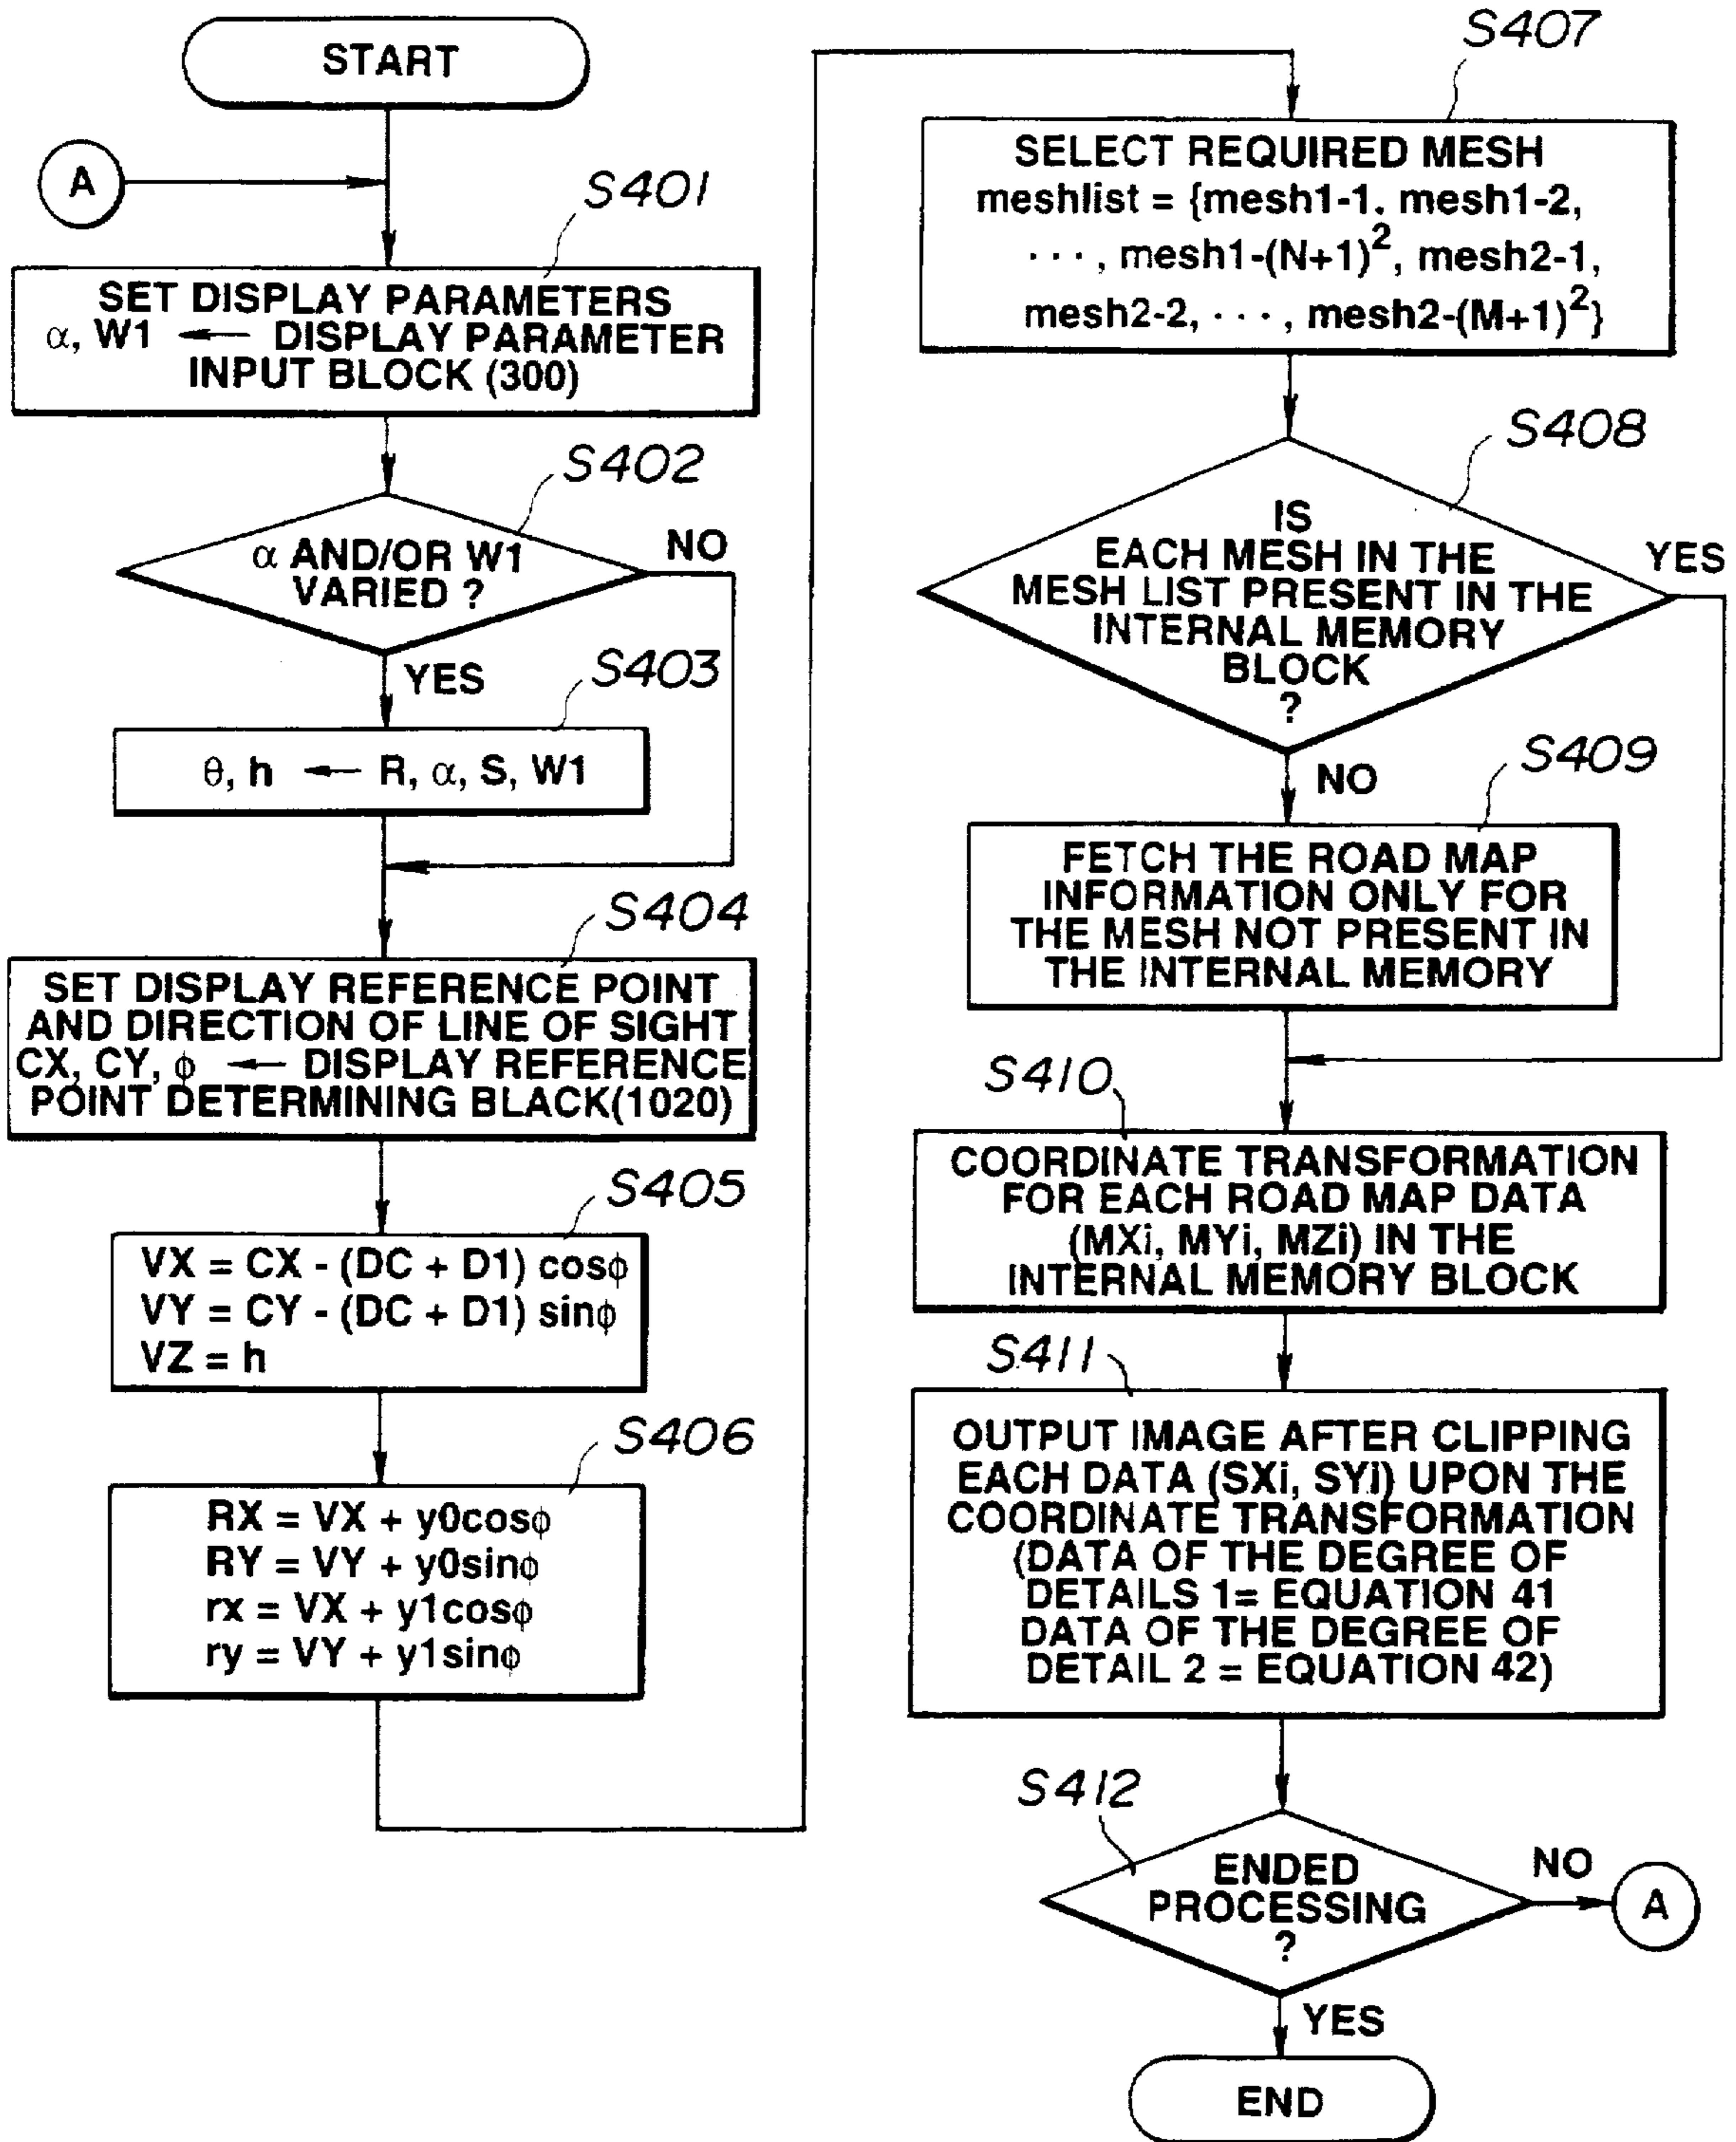 START
A
S401
SET DISPLAY PARAMETERS
α, W1 ← DISPLAY PARAMETER
INPUT BLOCK (300)
S402
α AND/OR W1
VARIED ?
NO
YES
S403
θ, h ← R, α, S, W1
S404
SET DISPLAY REFERENCE POINT
AND DIRECTION OF LINE OF SIGHT
CX, CY, ϕ ← DISPLAY REFERENCE
POINT DETERMINING BLACK(1020)
S405
VX = CX - (DC + D1) cosϕ
VY = CY - (DC + D1) sinϕ
VZ = h
S406
RX = VX + y0cosϕ
RY = VY + y0sinϕ
rx = VX + y1cosϕ
ry = VY + y1sinϕ
S407
SELECT REQUIRED MESH
meshlist = {mesh1-1, mesh1-2,
· · · , mesh1-(N+1)², mesh2-1,
mesh2-2, · · · , mesh2-(M+1)²}
S408
IS
EACH MESH IN THE
MESH LIST PRESENT IN THE
INTERNAL MEMORY
BLOCK
?
YES
NO
S409
FETCH THE ROAD MAP
INFORMATION ONLY FOR
THE MESH NOT PRESENT IN
THE INTERNAL MEMORY
S410
COORDINATE TRANSFORMATION
FOR EACH ROAD MAP DATA
(MXi, MYi, MZi) IN THE
INTERNAL MEMORY BLOCK
S411
OUTPUT IMAGE AFTER CLIPPING
EACH DATA (SXi, SYi) UPON THE
COORDINATE TRANSFORMATION
(DATA OF THE DEGREE OF
DETAILS 1= EQUATION 41
DATA OF THE DEGREE OF
DETAIL 2 = EQUATION 42)
S412
ENDED
PROCESSING
?
NO
A
YES
END